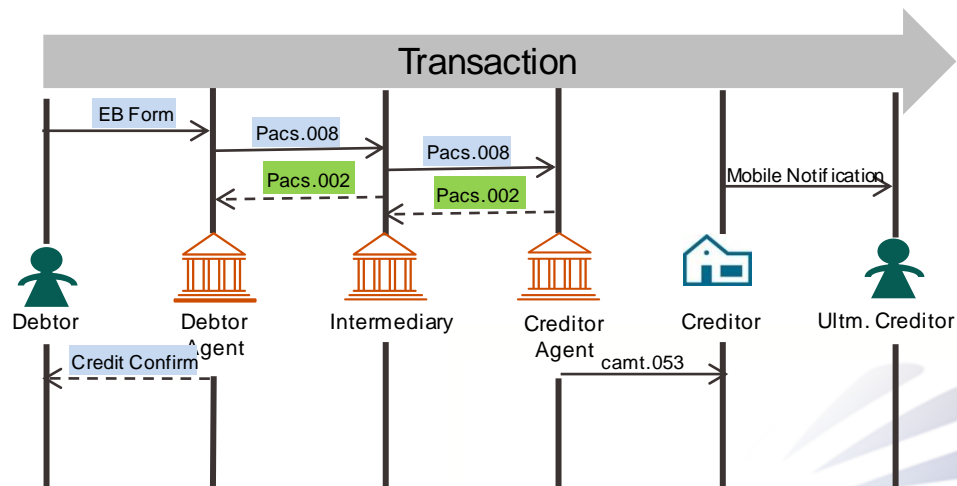 Transaction
EB Form
Pacs.008
Pacs.008
Pacs.002
Pacs.002
Mobile Notification
Debtor
Debtor
Agent
Intermediary
Creditor
Agent
Creditor
Ultm. Creditor
Credit Confirm
camt.053